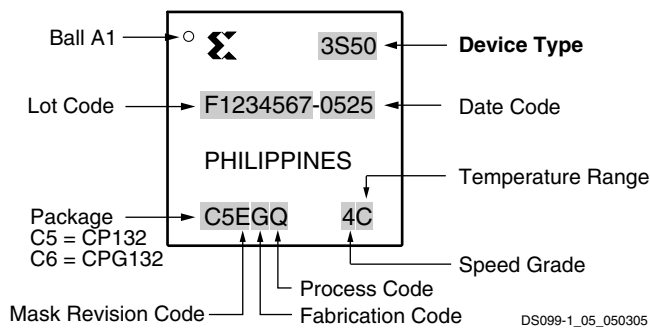 Ball A1
3S50
Device Type
Lot Code
F1234567-0525
Date Code
PHILIPPINES
Temperature Range
Package
C5EGQ
4C
C5 = CP132
C6 = CPG132
Speed Grade
Process Code
Mask Revision Code
Fabrication Code
DS099-1_05_050305